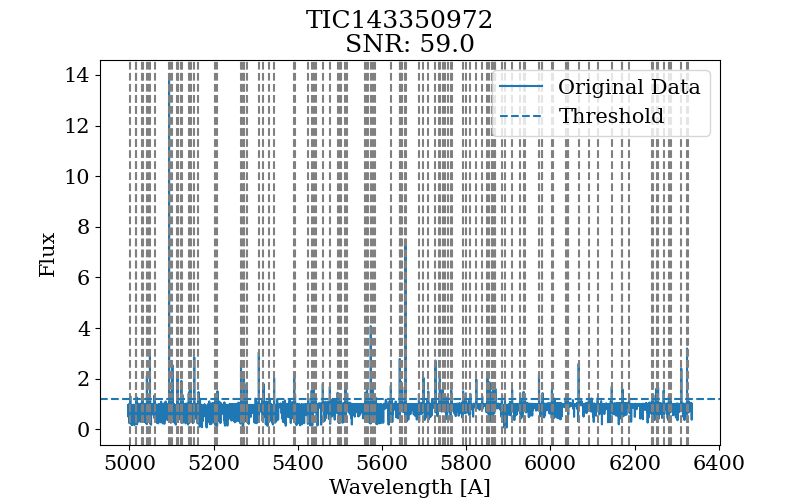 TIC143350972
SNR: 59.0
Original Data
Threshold
14
12
10
8
6
4
2
0
Flux
5000 5200 5400 5600 5800 6000 6200 6400
Wavelength [A]